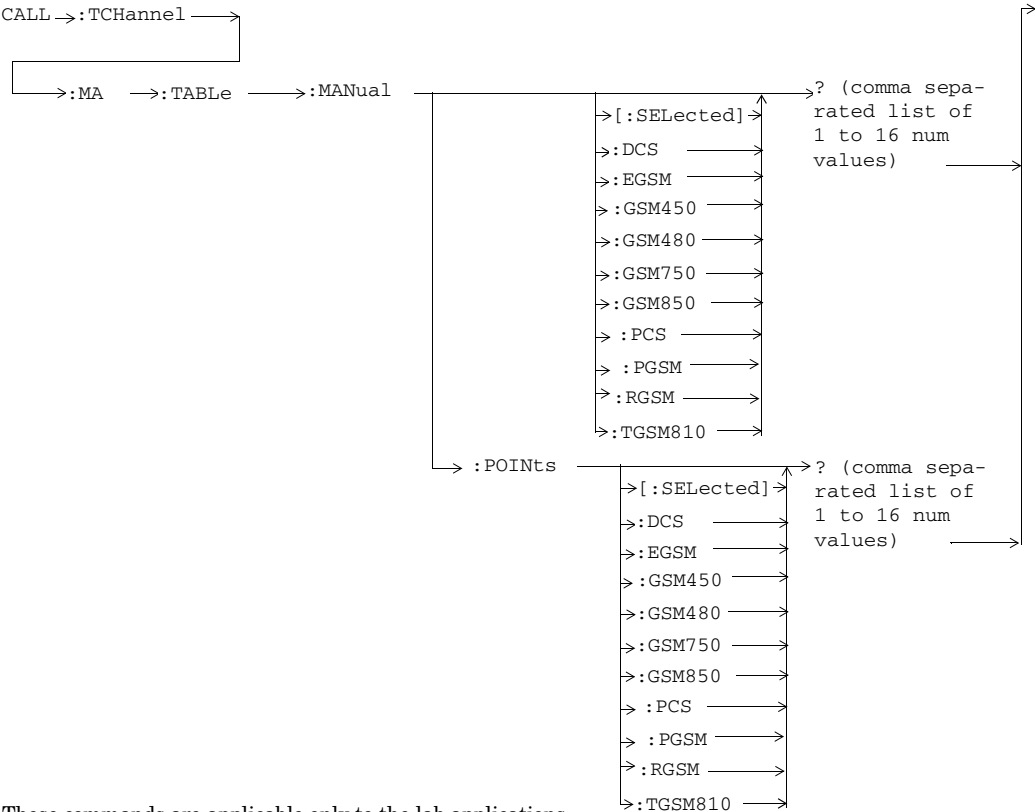 CALL :TCHannel
:MA :TABLe :MANual
[:SELected]
:DCS
:EGSM
:GSM450
:GSM480
:GSM750
:GSM850
:PCS
:PGSM
:RGSM
:TGSM810
? (comma sepa-
rated list of
1 to 16 num
values)
:POINts
[:SELected]
:DCS
:EGSM
:GSM450
:GSM480
:GSM750
:GSM850
:PCS
:PGSM
:RGSM
:TGSM810
? (comma sepa-
rated list of
1 to 16 num
values)
These commands are applicable only to the lab applications